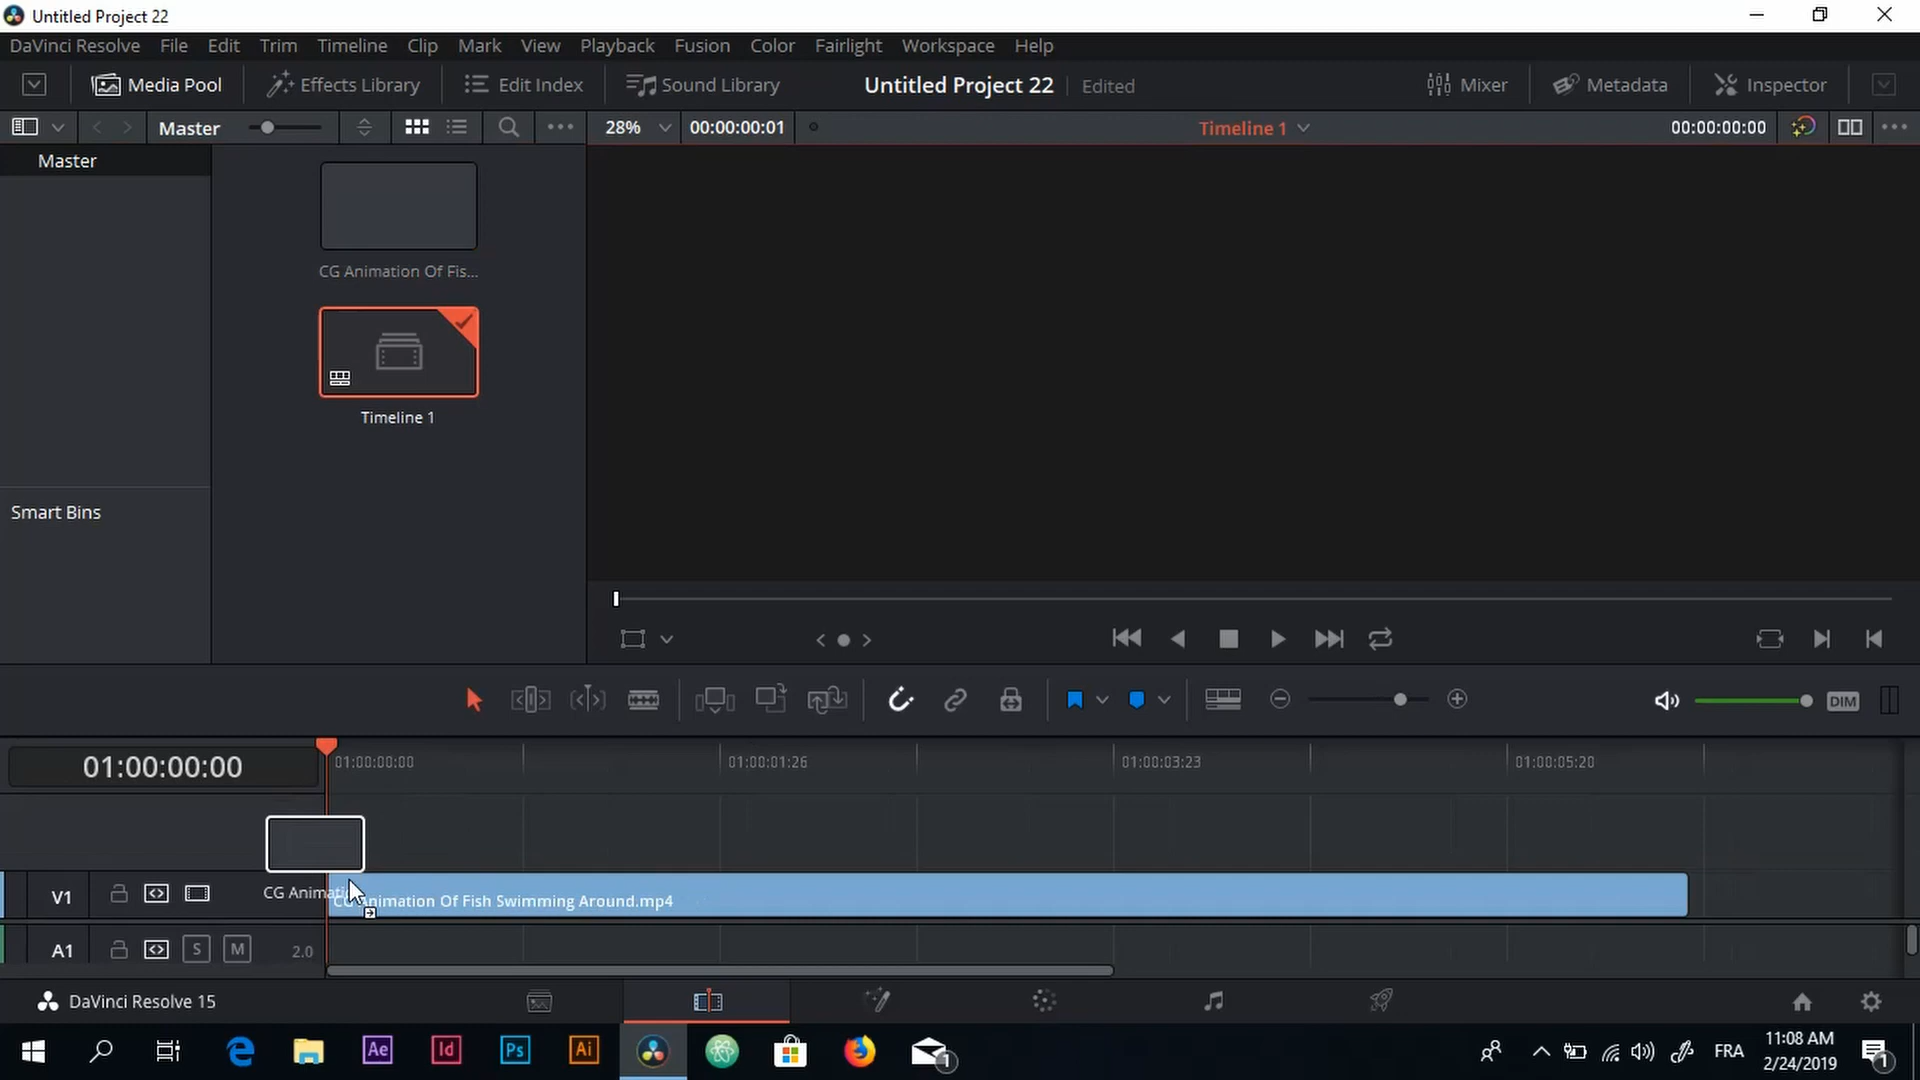 Untitled Project 22
DaVinci Resolve File Edit Trim Timeline Clip Mark View Playback Fusion Color Fairlight Workspace Help
Media Pool Effects Library Edit Index Sound Library Untitled Project 22 Edited Mixer Metadata Inspector
Master 28% 00:00:00:01 Timeline 1 00:00:00:00
Master
CG Animation Of Fis...
Timeline 1
Smart Bins
DIM
01:00:00:00 01:00:00:00 01:00:01:26 01:00:03:23 01:00:05:20
V1 CG Animation Of Fish Swimming Around.mp4
A1 S M 2.0
DaVinci Resolve 15
Ae Id Ps Ai 1 FRA 11:08 AM 1
2/24/2019